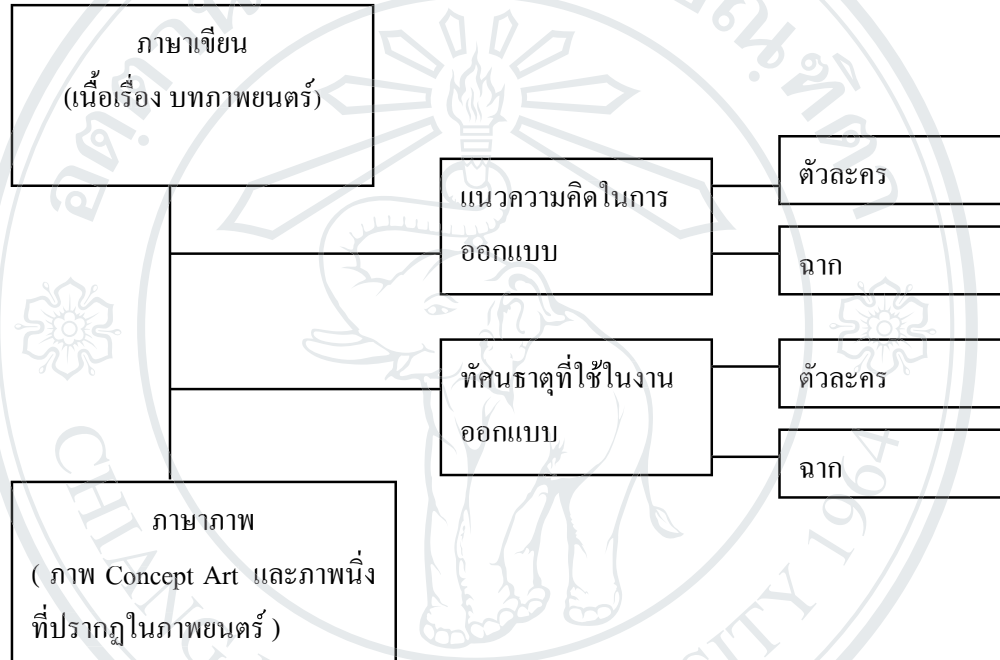 ภาษาเขียน
(เนื้อเรื่อง บทภาพยนตร์)
แนวความคิดในการ
ออกแบบ
ตัวละคร
ฉาก
ทัศนธาตุที่ใช้ในงาน
ออกแบบ
ตัวละคร
ฉาก
ภาษาภาพ
( ภาพ Concept Art และภาพนิ่ง
ที่ปรากฏในภาพยนตร์ )